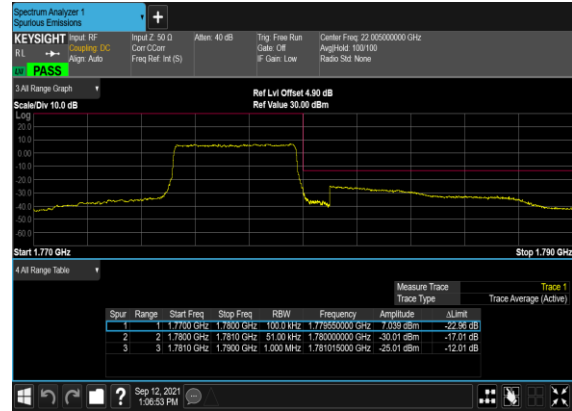 Spectrum Analyzer 1
Spurious Emissions
KEYSIGHT Input: RF Input Z: 50 Ω Atten: 40 dB Trig: Free Run Center Freq: 22.005000000 GHz
RL Coupling: DC Corr CCorr Gate: Off Avg|Hold: 100/100
Align: Auto Freq Ref: Int (S) IF Gain: Low Radio Std: None
PASS
3 All Range Graph Ref Lvl Offset 4.90 dB
Scale/Div 10.0 dB Ref Value 30.00 dBm
Log
20.0
10.0
0.00
-10.0
-20.0
-30.0
-40.0
-50.0
-60.0
Start 1.770 GHz Stop 1.790 GHz
4 All Range Table
Measure Trace Trace 1
Trace Type Trace Average (Active)
Spur Range Start Freq Stop Freq RBW Frequency Amplitude ΔLimit
1 1 1.7700 GHz 1.7800 GHz 100.0 kHz 1.779550000 GHz 7.039 dBm -22.96 dB
2 2 1.7800 GHz 1.7810 GHz 51.00 kHz 1.780000000 GHz -30.01 dBm -17.01 dB
3 3 1.7810 GHz 1.7900 GHz 1.000 MHz 1.781015000 GHz -25.01 dBm -12.01 dB
? Sep 12, 2021
1:06:53 PM